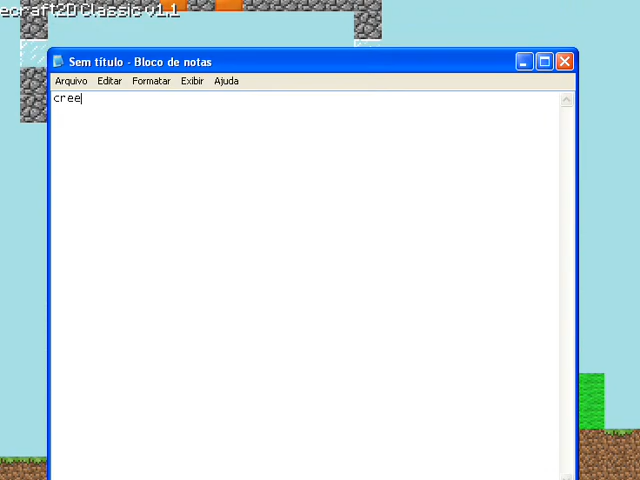 ecraft2D Classic v1.1
Sem título - Bloco de notas
Arquivo Editar Formatar Exibir Ajuda
cree